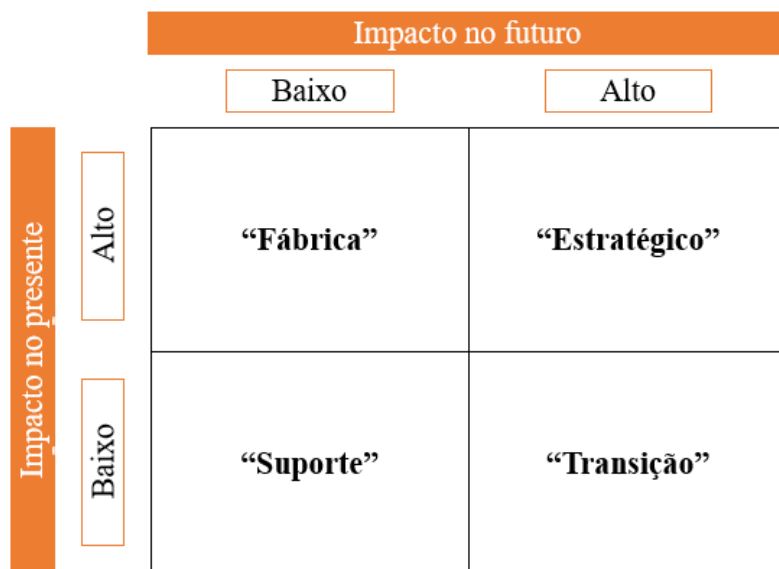 Impacto no futuro
Baixo
Alto
Impacto no presente
Alto
“Fábrica”
“Estratégico”
Baixo
“Suporte”
“Transição”